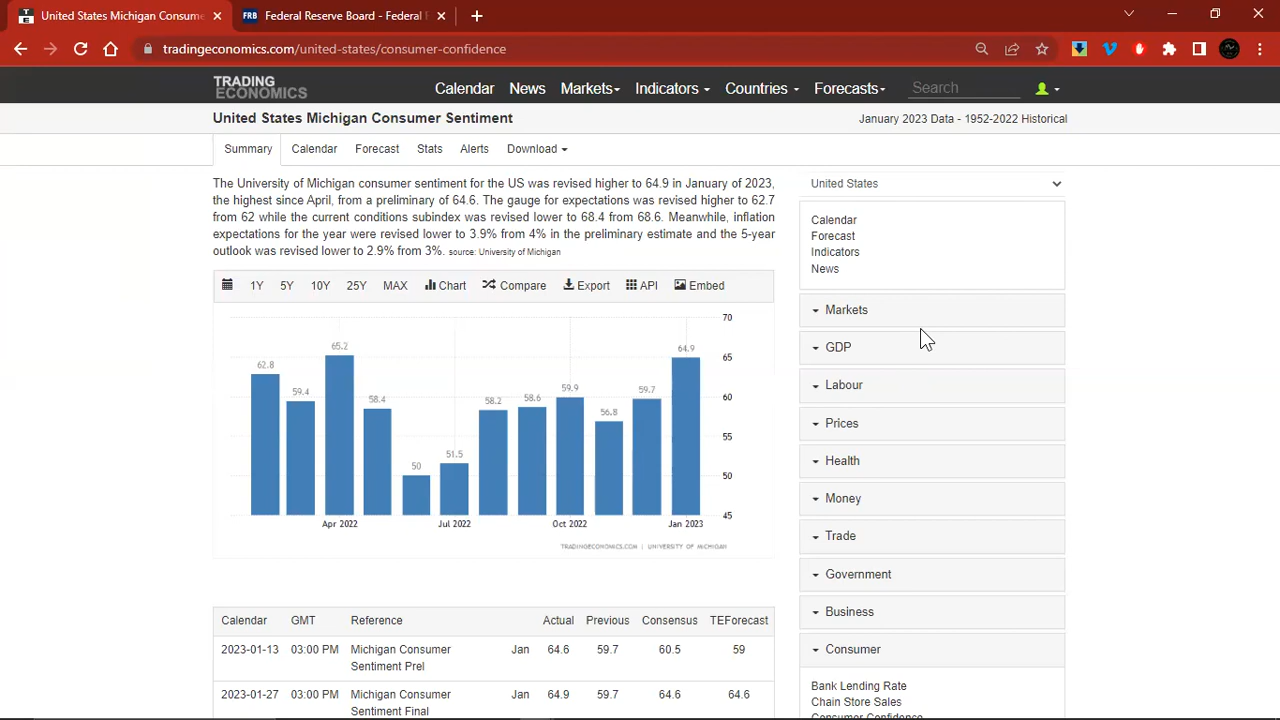 United States Michigan Consume
Federal Reserve Board - Federal F
tradingeconomics.com/united-states/consumer-confidence
TRADING
ECONOMICS
Calendar News Markets Indicators Countries Forecasts Search
United States Michigan Consumer Sentiment
January 2023 Data - 1952-2022 Historical
Summary Calendar Forecast Stats Alerts Download
The University of Michigan consumer sentiment for the US was revised higher to 64.9 in January of 2023,
the highest since April, from a preliminary of 64.6. The gauge for expectations was revised higher to 62.7
from 62 while the current conditions subindex was revised lower to 68.4 from 68.6. Meanwhile, inflation
expectations for the year were revised lower to 3.9% from 4% in the preliminary estimate and the 5-year
outlook was revised lower to 2.9% from 3%. source: University of Michigan
1Y 5Y 10Y 25Y MAX Chart Compare Export API Embed
70
65
60
55
50
45
62.8 59.4 65.2 58.4 50 51.5 58.2 58.6 59.9 56.8 59.7 64.9
Apr 2022 Jul 2022 Oct 2022 Jan 2023
TRADINGECONOMICS.COM | UNIVERSITY OF MICHIGAN
Calendar GMT Reference Actual Previous Consensus TEForecast
2023-01-13 03:00 PM Michigan Consumer Jan 64.6 59.7 60.5 59
Sentiment Prel
2023-01-27 03:00 PM Michigan Consumer Jan 64.9 59.7 64.6 64.6
Sentiment Final
United States
Calendar
Forecast
Indicators
News
Markets
GDP
Labour
Prices
Health
Money
Trade
Government
Business
Consumer
Bank Lending Rate
Chain Store Sales
Consumer Confidence